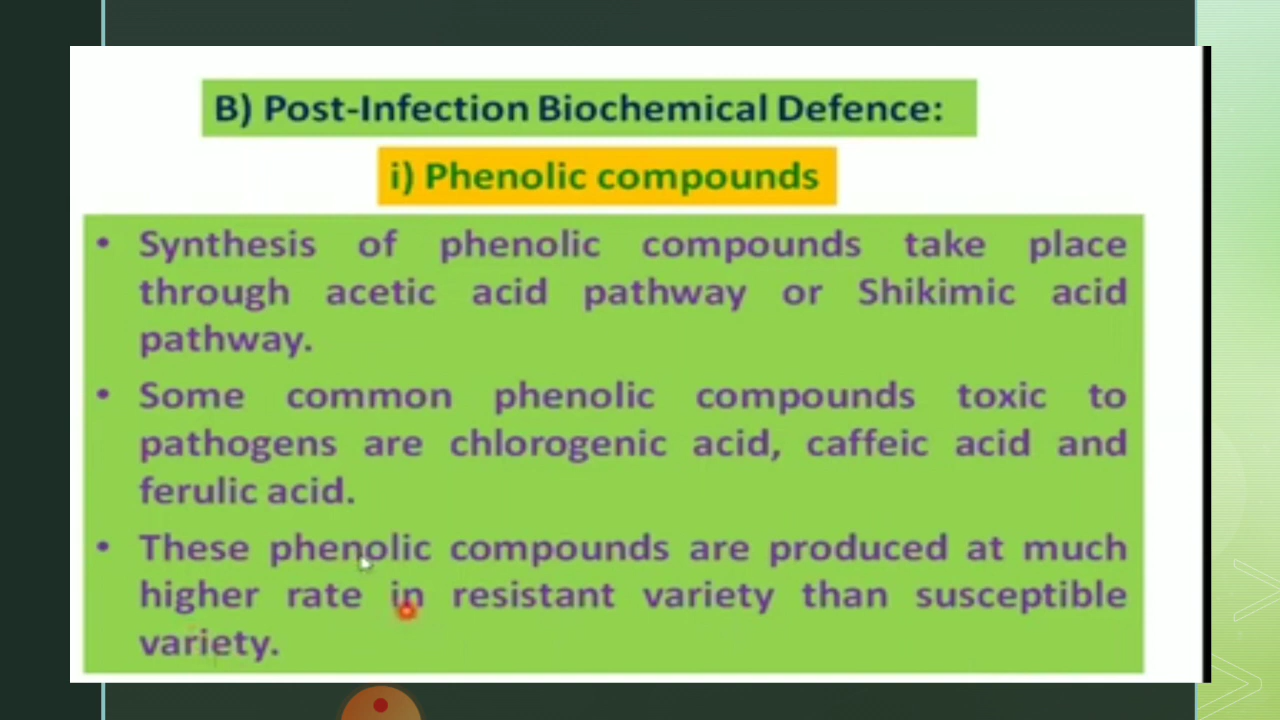 B) Post-Infection Biochemical Defence:
i) Phenolic compounds
• Synthesis of phenolic compounds take place
through acetic acid pathway or Shikimic acid
pathway.
• Some common phenolic compounds toxic to
pathogens are chlorogenic acid, caffeic acid and
ferulic acid.
• These phenolic compounds are produced at much
higher rate in resistant variety than susceptible
variety.